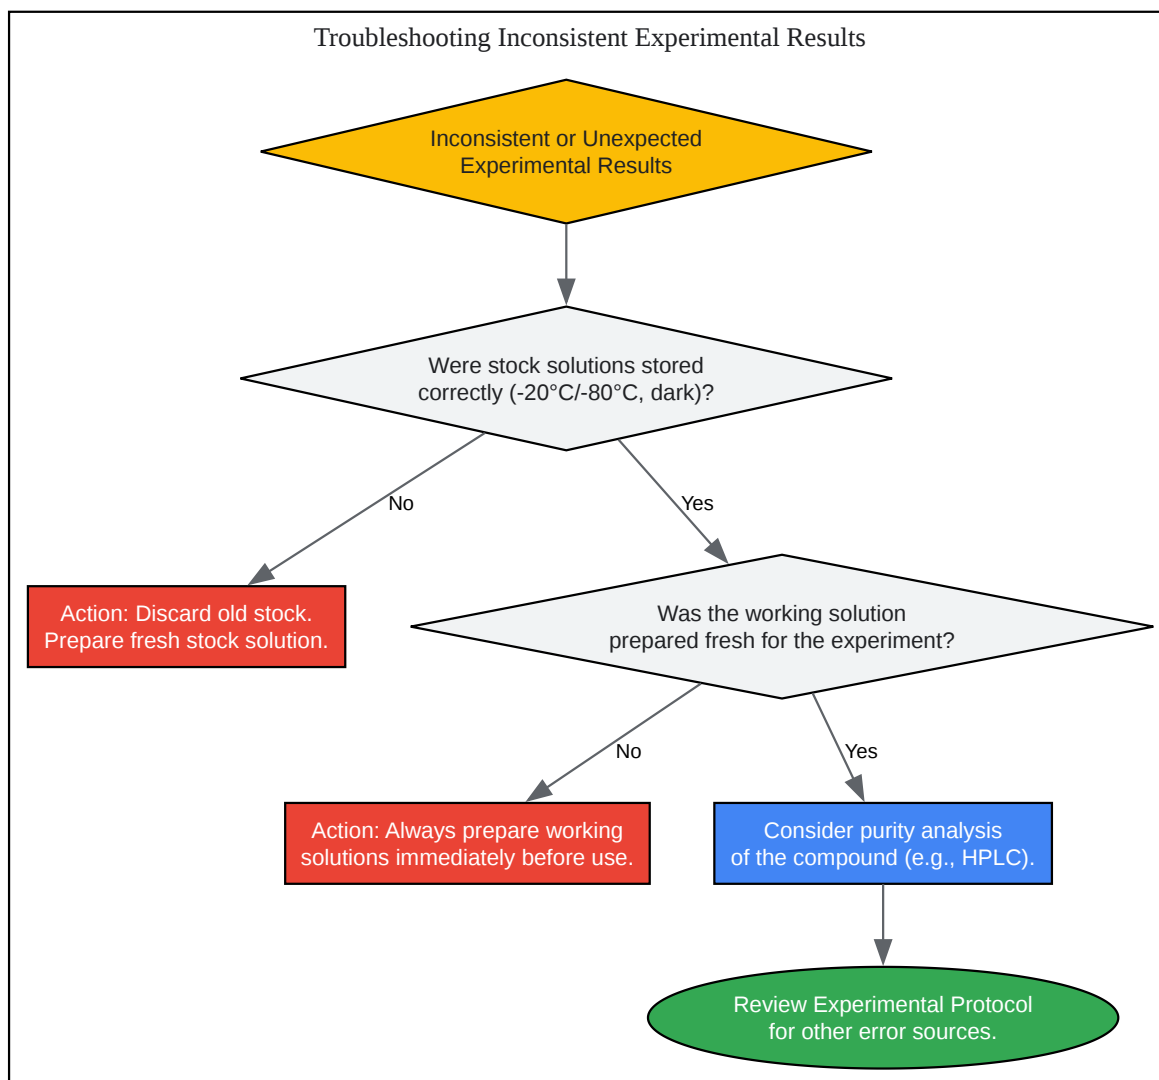 Troubleshooting Inconsistent Experimental Results
Inconsistent or Unexpected
Experimental Results
Were stock solutions stored
correctly (-20°C/-80°C, dark)?
No
Yes
Action: Discard old stock.
Prepare fresh stock solution.
Was the working solution
prepared fresh for the experiment?
No
Yes
Action: Always prepare working
solutions immediately before use.
Consider purity analysis
of the compound (e.g., HPLC).
Review Experimental Protocol
for other error sources.